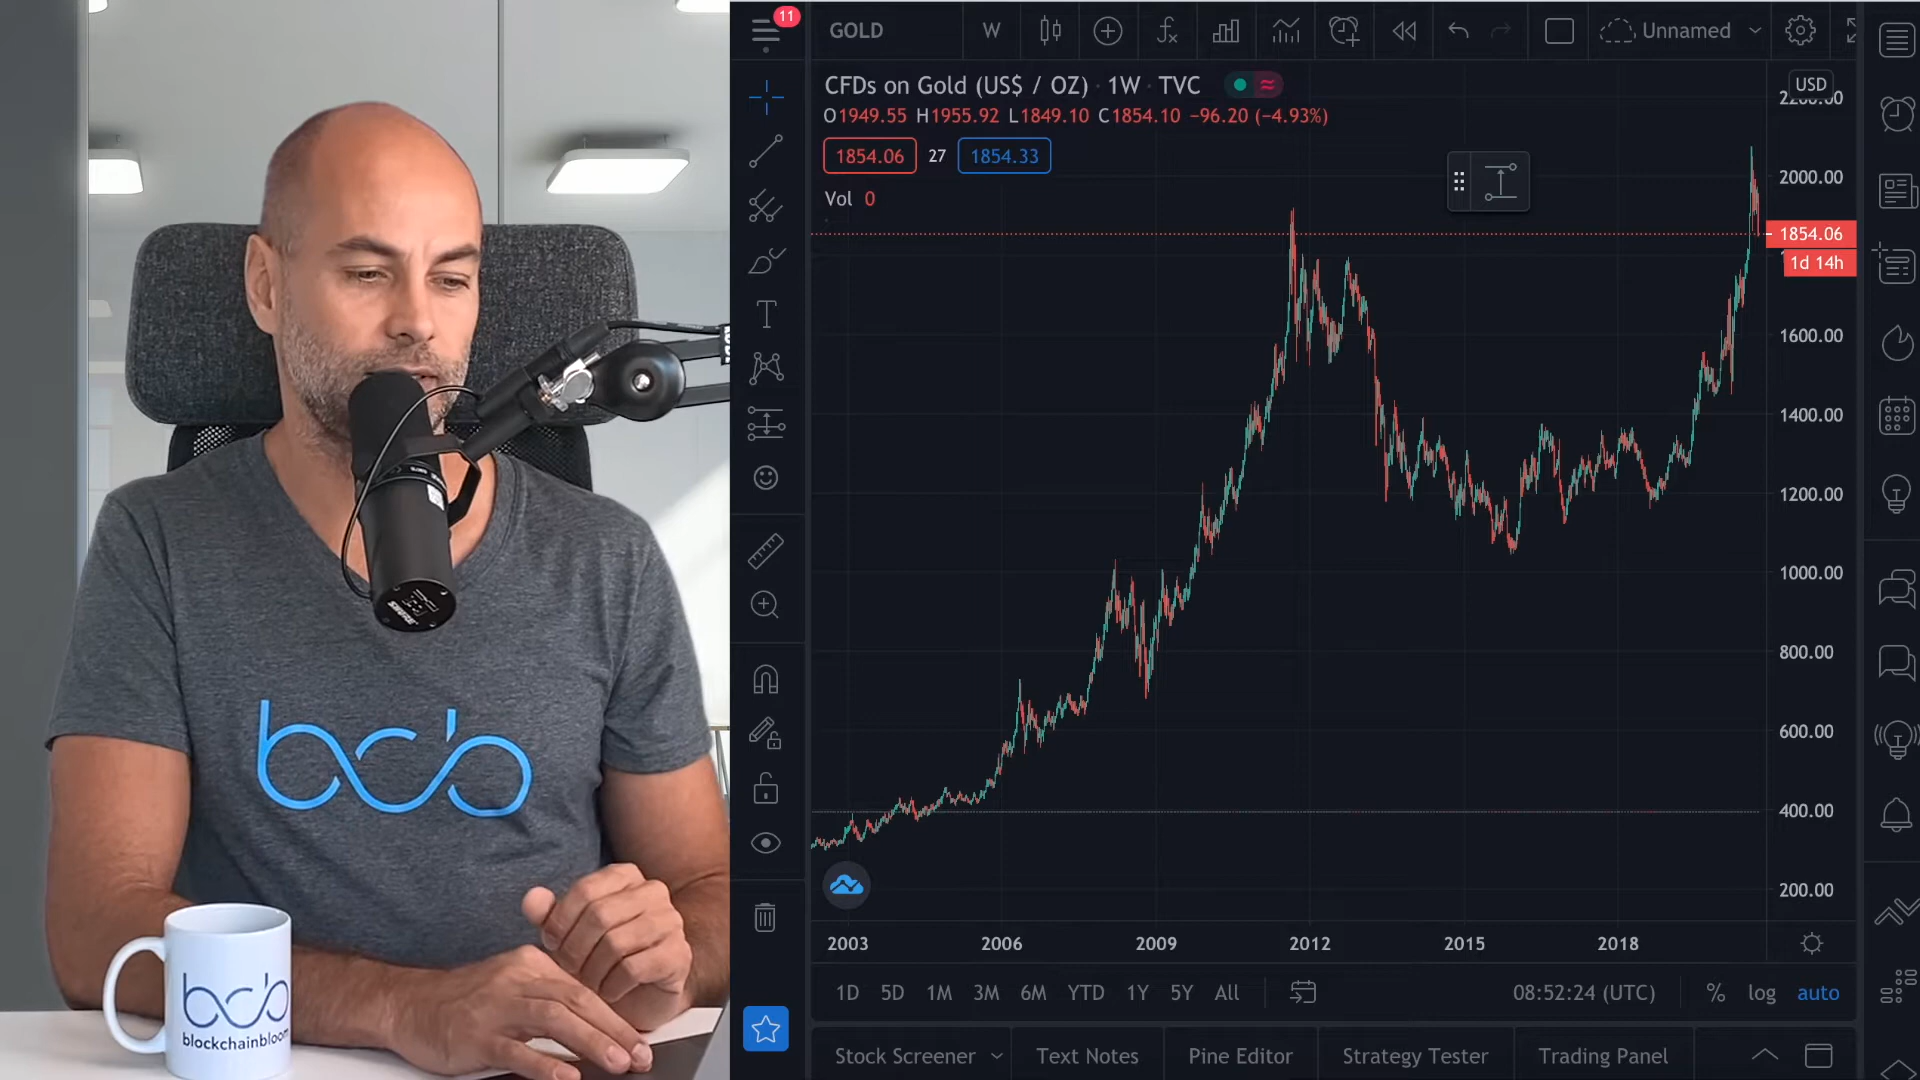 11
GOLD
W
Unnamed
CFDs on Gold (US$ / OZ) · 1W · TVC
O1949.55 H1955.92 L1849.10 C1854.10 −96.20 (−4.93%)
1854.06 27 1854.33
Vol 0
USD
2000.00
1854.06
1d 14h
1600.00
1400.00
1200.00
1000.00
800.00
600.00
400.00
200.00
2003 2006 2009 2012 2015 2018
1D 5D 1M 3M 6M YTD 1Y 5Y All
08:52:24 (UTC) % log auto
Stock Screener Text Notes Pine Editor Strategy Tester Trading Panel
SHURE
bcb
bcb
blockchainbloom